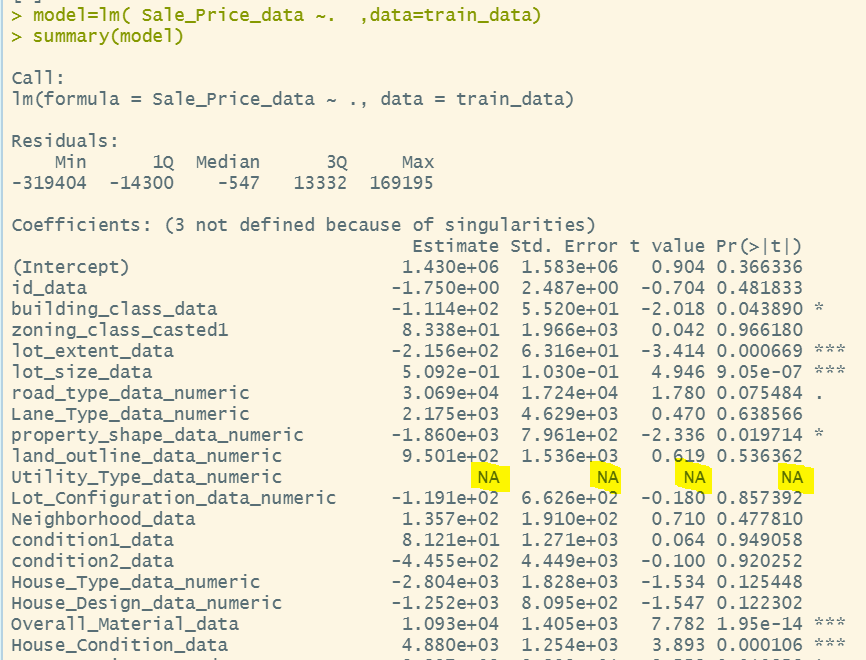 > model=lm( Sale_Price_data ~.  ,data=train_data)
> summary(model)
Call:
lm(formula = Sale_Price_data ~ ., data = train_data)
Residuals:
    Min      1Q  Median      3Q     Max
-319404  -14300    -547   13332  169195
Coefficients: (3 not defined because of singularities)
Estimate Std. Error t value Pr(>|t|)
(Intercept) 1.430e+06 1.583e+06 0.904 0.366336
id_data -1.750e+00 2.487e+00 -0.704 0.481833
building_class_data -1.114e+02 5.520e+01 -2.018 0.043890 *
zoning_class_casted1 8.338e+01 1.966e+03 0.042 0.966180
lot_extent_data -2.156e+02 6.316e+01 -3.414 0.000669 ***
lot_size_data 5.092e-01 1.030e-01 4.946 9.05e-07 ***
road_type_data_numeric 3.069e+04 1.724e+04 1.780 0.075484 .
Lane_Type_data_numeric 2.175e+03 4.629e+03 0.470 0.638566
property_shape_data_numeric -1.860e+03 7.961e+02 -2.336 0.019714 *
land_outline_data_numeric 9.501e+02 1.536e+03 0.619 0.536362
Utility_Type_data_numeric NA NA NA NA
Lot_Configuration_data_numeric -1.191e+02 6.626e+02 -0.180 0.857392
Neighborhood_data 1.357e+02 1.910e+02 0.710 0.477810
condition1_data 8.121e+01 1.271e+03 0.064 0.949058
condition2_data -4.455e+02 4.449e+03 -0.100 0.920252
House_Type_data_numeric -2.804e+03 1.828e+03 -1.534 0.125448
House_Design_data_numeric -1.252e+03 8.095e+02 -1.547 0.122302
Overall_Material_data 1.093e+04 1.405e+03 7.782 1.95e-14 ***
House_Condition_data 4.880e+03 1.254e+03 3.893 0.000106 ***